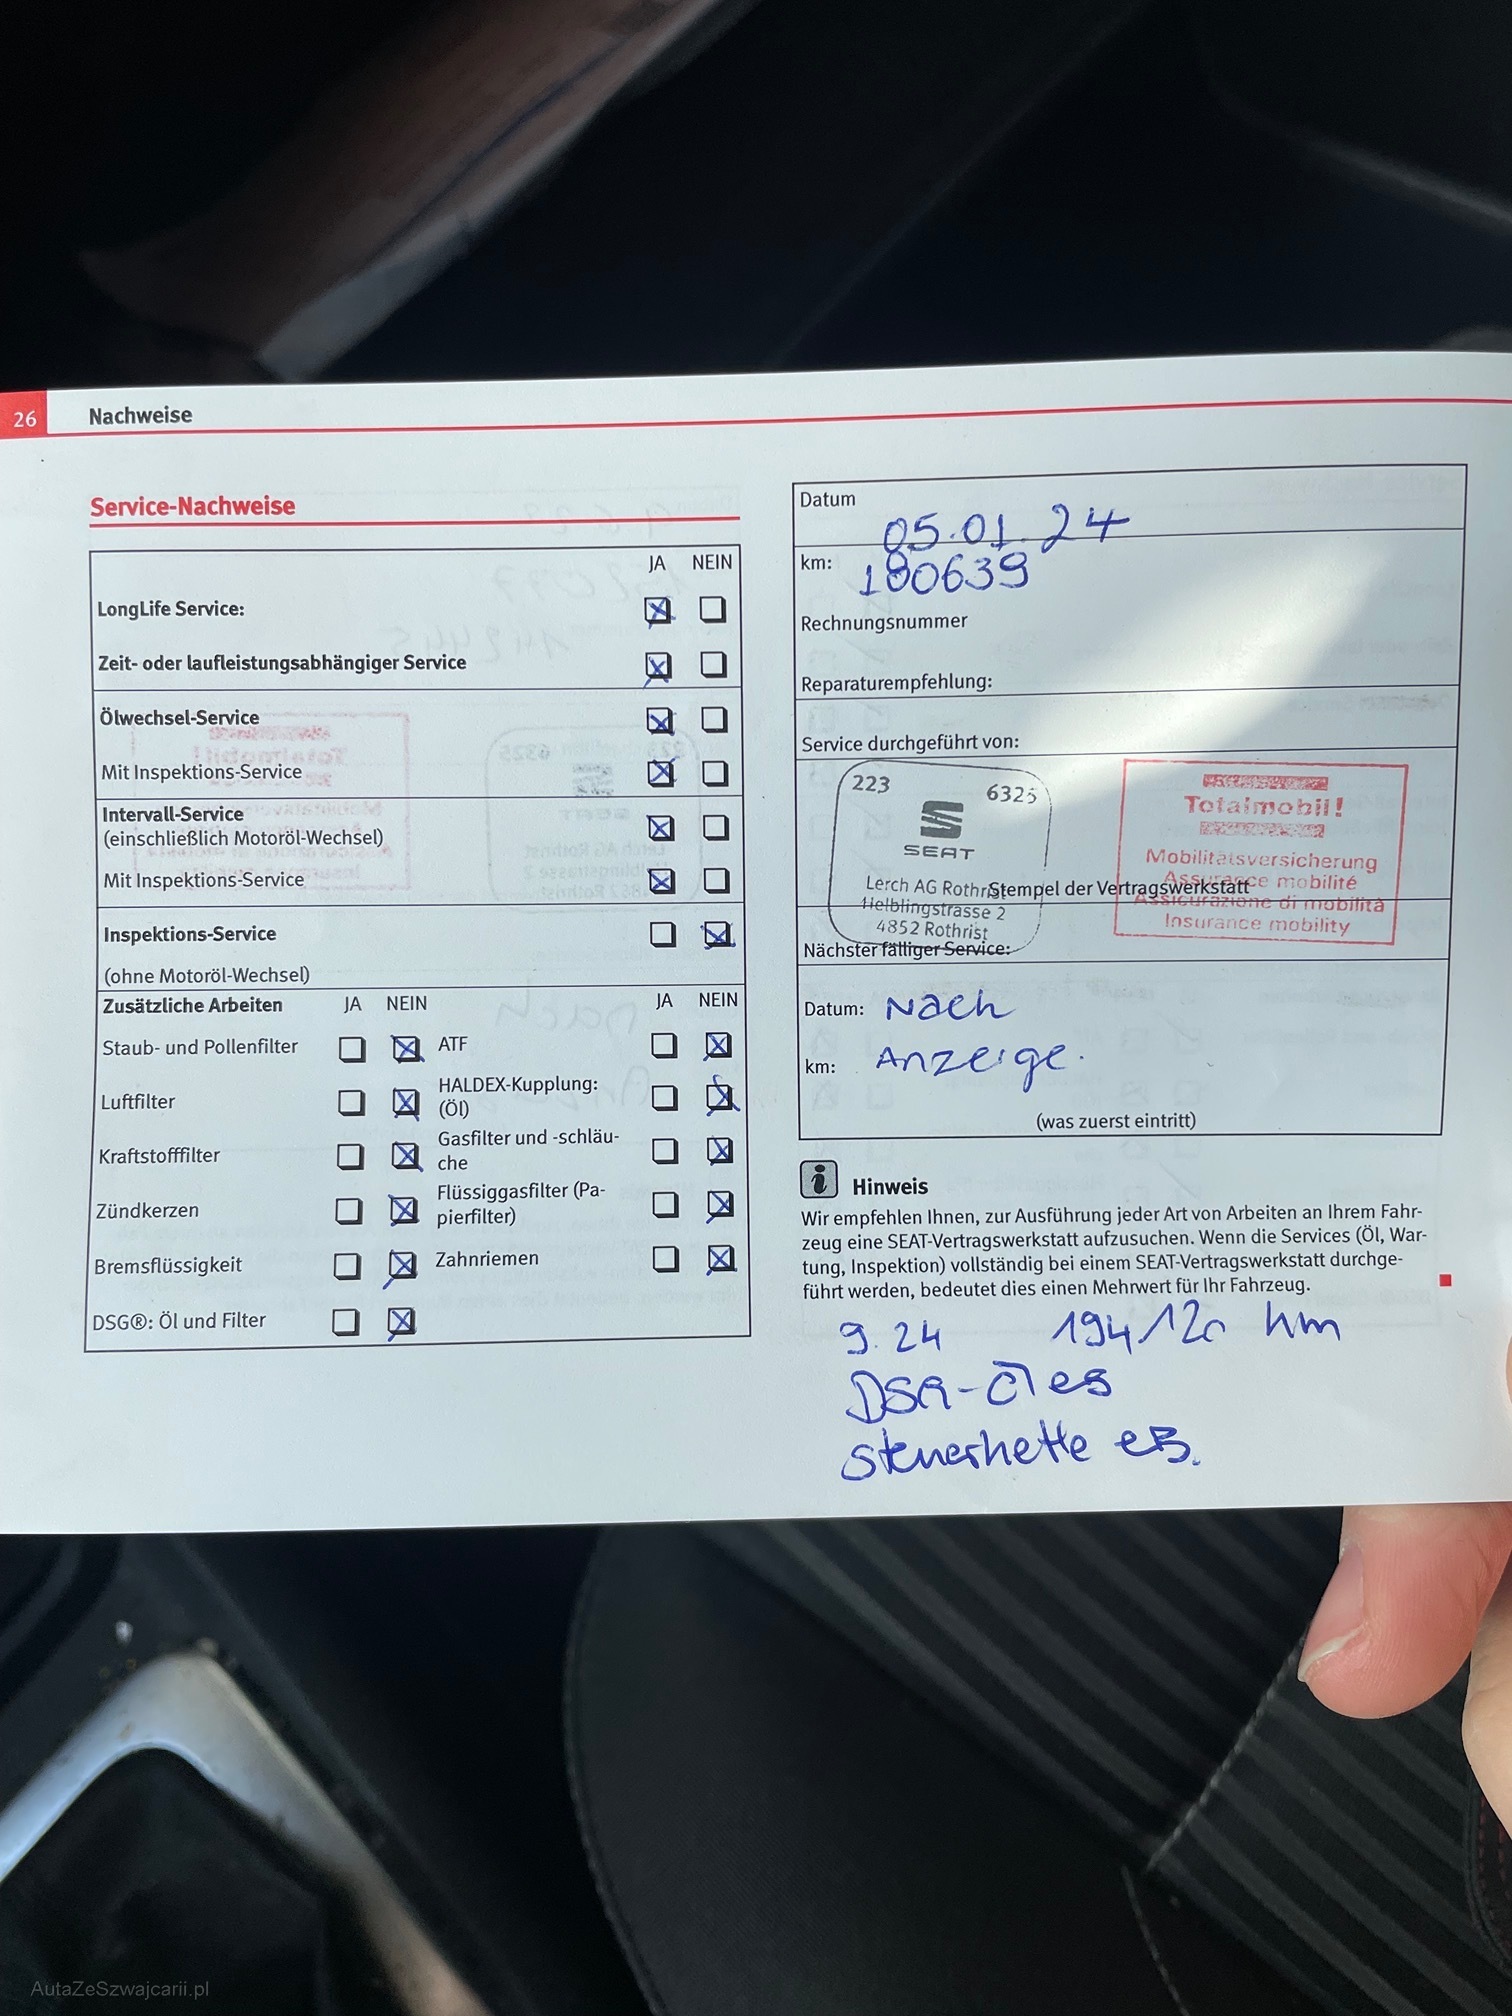 26 Nachweise
Service-Nachweise
JA NEIN
LongLife Service:
Zeit- oder laufleistungsabhängiger Service
Ölwechsel-Service
Mit Inspektions-Service
Intervall-Service
(einschließlich Motoröl-Wechsel)
Mit Inspektions-Service
Inspektions-Service
(ohne Motoröl-Wechsel)
Zusätzliche Arbeiten JA NEIN JA NEIN
Staub- und Pollenfilter ATF
Luftfilter HALDEX-Kupplung:
(Öl)
Kraftstofffilter Gasfilter und -schläu-
che
Zündkerzen Flüssiggasfilter (Pa-
pierfilter)
Bremsflüssigkeit Zahnriemen
DSG®: Öl und Filter
Datum 05.01.24
km: 180639
Rechnungsnummer
Reparaturempfehlung:
Service durchgeführt von:
223 6325
SEAT
Lerch AG Rothrist
Helblingstrasse 2
4852 Rothrist
Totalmobil!
Mobilitätsversicherung
Assurance mobilité
Assicurazione di mobilità
Insurance mobility
Stempel der Vertragswerkstatt
Nächster fälliger Service:
Datum: Nach
km: Anzeige.
(was zuerst eintritt)
Hinweis
Wir empfehlen Ihnen, zur Ausführung jeder Art von Arbeiten an Ihrem Fahr-
zeug eine SEAT-Vertragswerkstatt aufzusuchen. Wenn die Services (Öl, War-
tung, Inspektion) vollständig bei einem SEAT-Vertragswerkstatt durchge-
führt werden, bedeutet dies einen Mehrwert für Ihr Fahrzeug.
9.24 194120 km
DSG-Öl es
Steuerkette es.
AutaZeSzwajcarii.pl